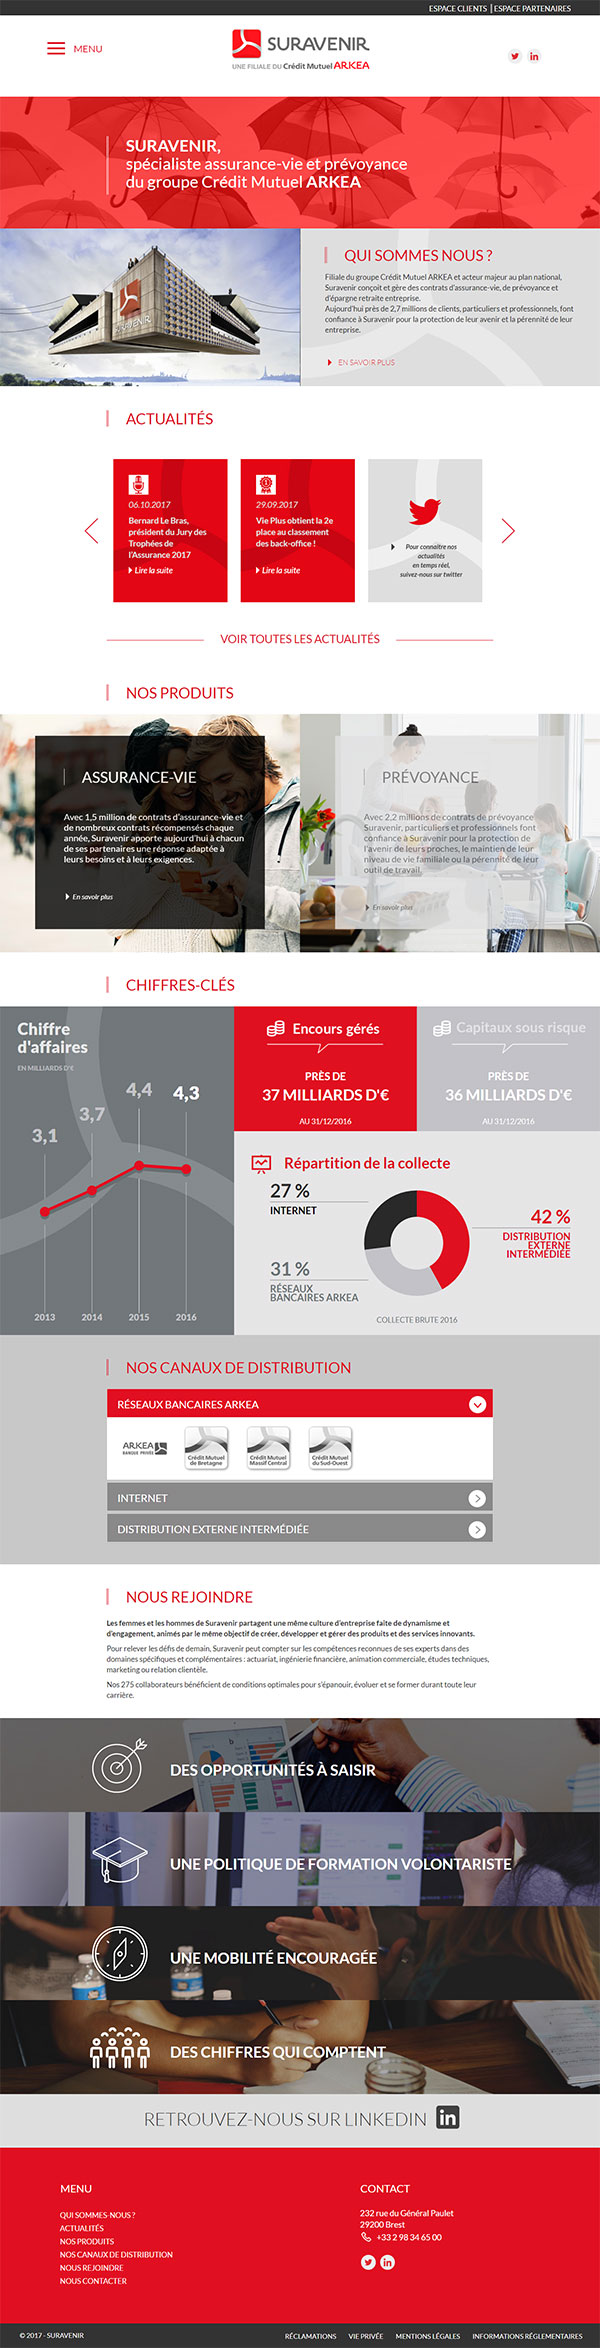 ESPACE CLIENTS | ESPACE PARTENAIRES
MENU
SURAVENIR
UNE FILIALE DU Crédit Mutuel ARKEA
SURAVENIR,
spécialiste assurance-vie et prévoyance
du groupe Crédit Mutuel ARKEA
SURAVENIR
QUI SOMMES NOUS ?
Filiale du groupe Crédit Mutuel ARKEA et acteur majeur au plan national,
Suravenir conçoit et gère des contrats d'assurance-vie, de prévoyance et
d'épargne retraite entreprise.
Aujourd'hui près de 2,7 millions de clients, particuliers et professionnels, font
confiance à Suravenir pour la protection de leur avenir et la pérennité de leur
entreprise.
EN SAVOIR PLUS
ACTUALITÉS
06.10.2017
Bernard Le Bras,
président du Jury des
Trophées de
l'Assurance 2017
Lire la suite
29.09.2017
Vie Plus obtient la 2e
place au classement
des back-office !
Lire la suite
Pour connaitre nos
actualités
en temps réel,
suivez-nous sur twitter
VOIR TOUTES LES ACTUALITÉS
NOS PRODUITS
ASSURANCE-VIE
Avec 1,5 million de contrats d'assurance-vie et
de nombreux contrats récompensés chaque
année, Suravenir apporte aujourd'hui à chacun
de ses partenaires une réponse adaptée à
leurs besoins et à leurs exigences.
En savoir plus
PRÉVOYANCE
Avec 2,2 millions de contrats de prévoyance
Suravenir, particuliers et professionnels font
confiance à Suravenir pour la protection de
l'avenir de leurs proches, le maintien de leur
niveau de vie familiale ou la pérennité de leur
outil de travail.
En savoir plus
CHIFFRES-CLÉS
Chiffre
d'affaires
EN MILLIARDS D'€
3,1
3,7
4,4
4,3
2013 2014 2015 2016
Encours gérés
PRÈS DE
37 MILLIARDS D'€
AU 31/12/2016
Capitaux sous risque
PRÈS DE
36 MILLIARDS D'€
AU 31/12/2016
Répartition de la collecte
27 %
INTERNET
42 %
DISTRIBUTION
EXTERNE
INTERMÉDIÉE
31 %
RÉSEAUX
BANCAIRES ARKEA
COLLECTE BRUTE 2016
NOS CANAUX DE DISTRIBUTION
RÉSEAUX BANCAIRES ARKEA
ARKEA
BANQUE PRIVÉE
Crédit Mutuel
de Bretagne
Crédit Mutuel
Massif Central
Crédit Mutuel
du Sud-Ouest
INTERNET
DISTRIBUTION EXTERNE INTERMÉDIÉE
NOUS REJOINDRE
Les femmes et les hommes de Suravenir partagent une même culture d'entreprise faite de dynamisme et
d'engagement, animés par le même objectif de créer, développer et gérer des produits et des services innovants.
Pour relever les défis de demain, Suravenir peut compter sur les compétences reconnues de ses experts dans des
domaines spécifiques et complémentaires : actuariat, ingénierie financière, animation commerciale, études techniques,
marketing ou relation clientèle.
Nos 275 collaborateurs bénéficient de conditions optimales pour s'épanouir, évoluer et se former durant toute leur
carrière.
DES OPPORTUNITÉS À SAISIR
UNE POLITIQUE DE FORMATION VOLONTARISTE
UNE MOBILITÉ ENCOURAGÉE
DES CHIFFRES QUI COMPTENT
RETROUVEZ-NOUS SUR LINKEDIN
MENU
QUI SOMMES-NOUS ?
ACTUALITÉS
NOS PRODUITS
NOS CANAUX DE DISTRIBUTION
NOUS REJOINDRE
NOUS CONTACTER
CONTACT
232 rue du Général Paulet
29200 Brest
+33 2 98 34 65 00
© 2017 - SURAVENIR
RÉCLAMATIONS VIE PRIVÉE MENTIONS LÉGALES INFORMATIONS RÉGLEMENTAIRES